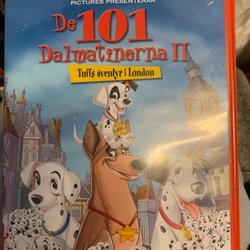 PICTURES PRESENTERAR
De 101
Dalmatinerna II
Tuffs äventyr i London